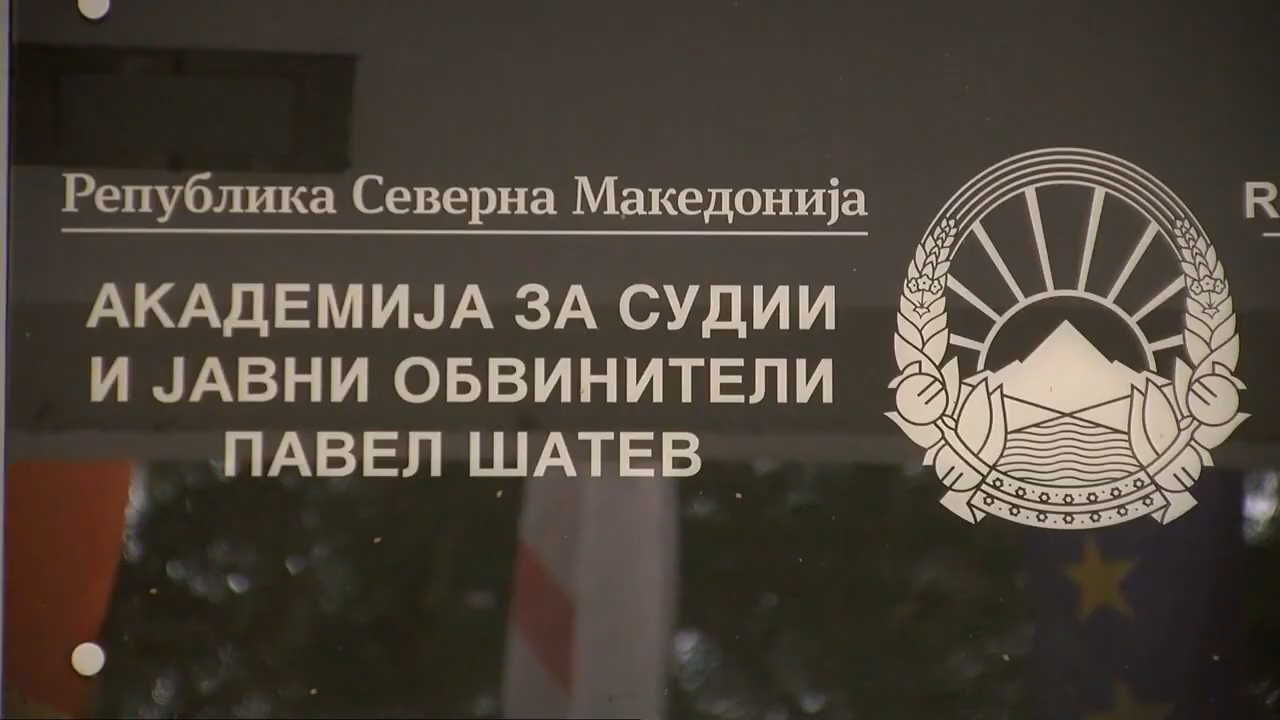 Република Северна Македонија
АКАДЕМИЈА ЗА СУДИИ
И ЈАВНИ ОБВИНИТЕЛИ
ПАВЕЛ ШАТЕВ
R